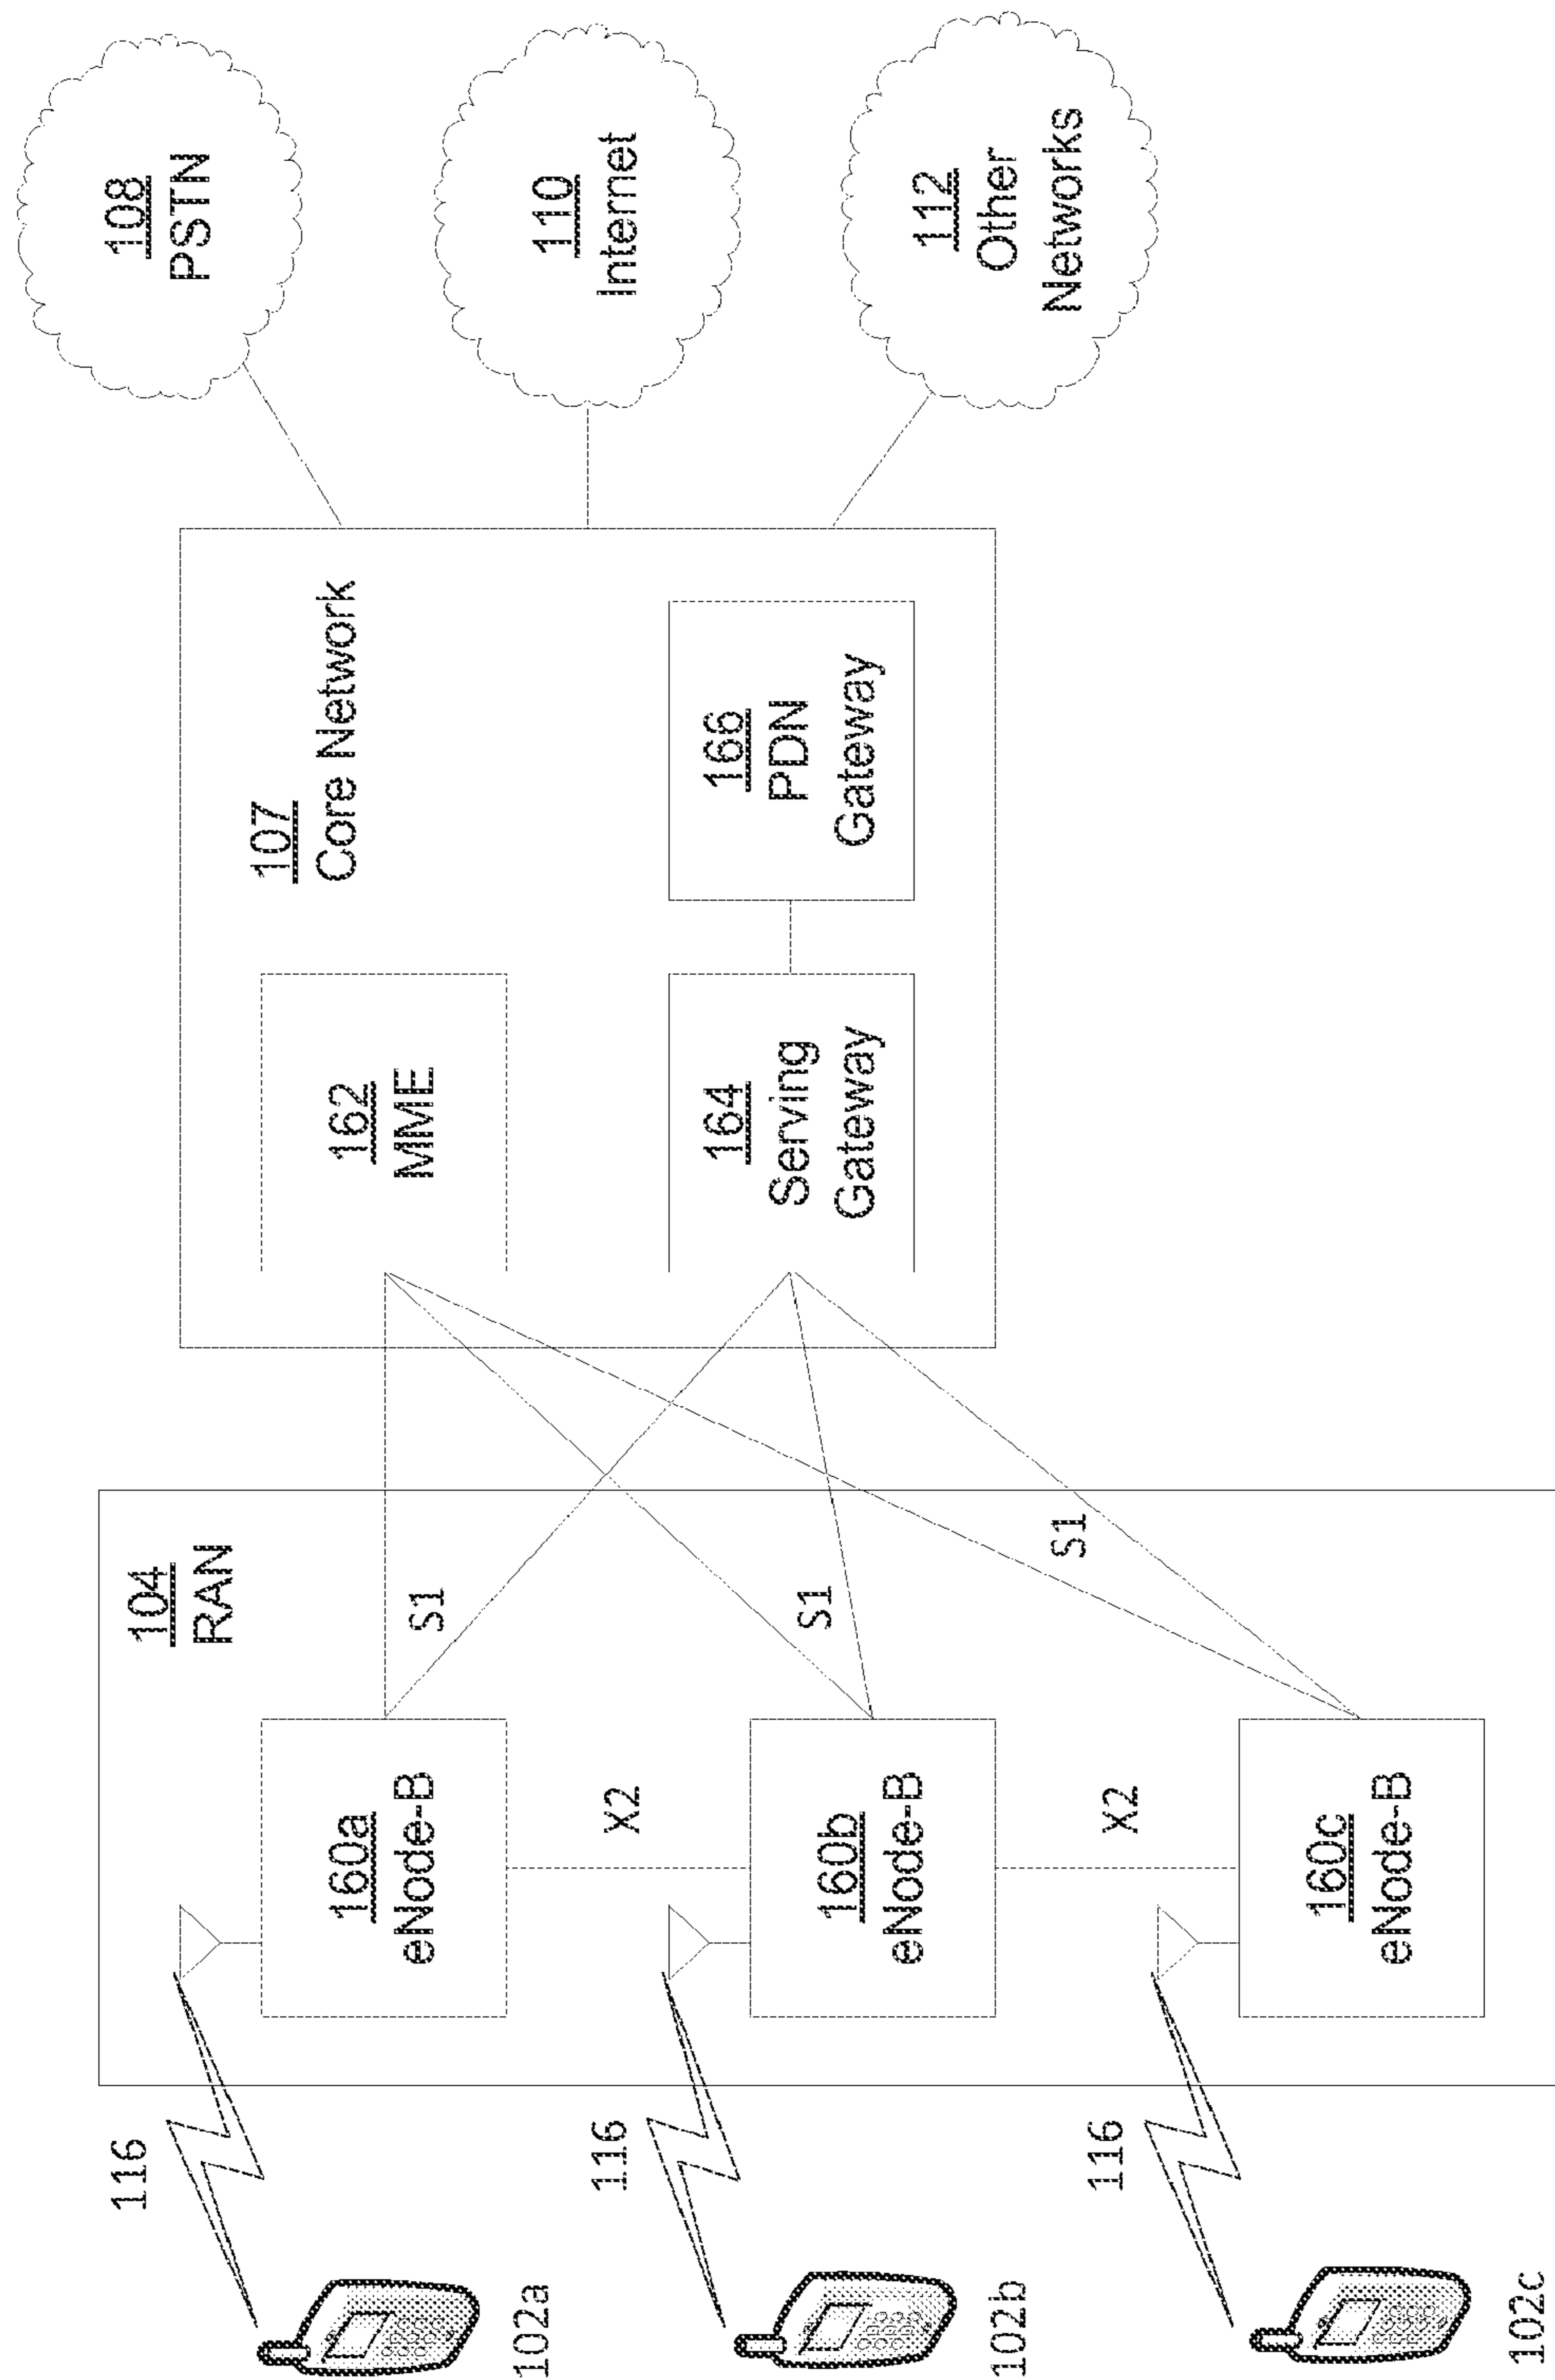 102a
116
104
RAN
160a
eNode-B
S1
X2
102b
116
160b
eNode-B
S1
X2
102c
116
160c
eNode-B
S1
107
Core Network
162
MME
164
Serving
Gateway
166
PDN
Gateway
108
PSTN
110
Internet
112
Other
Networks